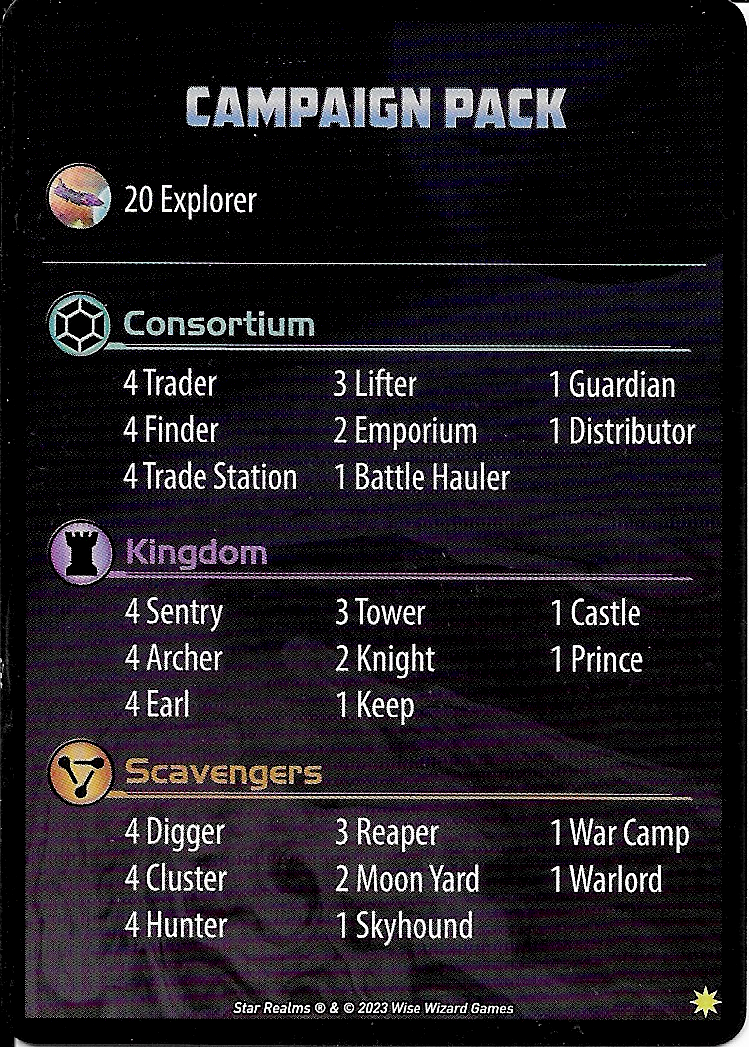 CAMPAIGN PACK
20 Explorer
Consortium
4 Trader 3 Lifter 1 Guardian
4 Finder 2 Emporium 1 Distributor
4 Trade Station 1 Battle Hauler
Kingdom
4 Sentry 3 Tower 1 Castle
4 Archer 2 Knight 1 Prince
4 Earl 1 Keep
Scavengers
4 Digger 3 Reaper 1 War Camp
4 Cluster 2 Moon Yard 1 Warlord
4 Hunter 1 Skyhound
Star Realms ® & © 2023 Wise Wizard Games